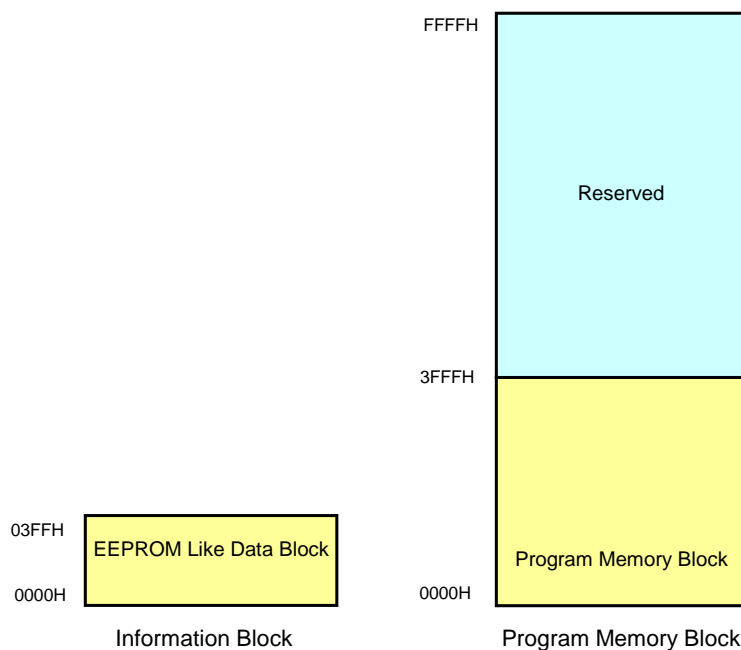 FFFFH
Reserved
3FFFH
03FFH
EEPROM Like Data Block
Program Memory Block
0000H
0000H
Information Block
Program Memory Block